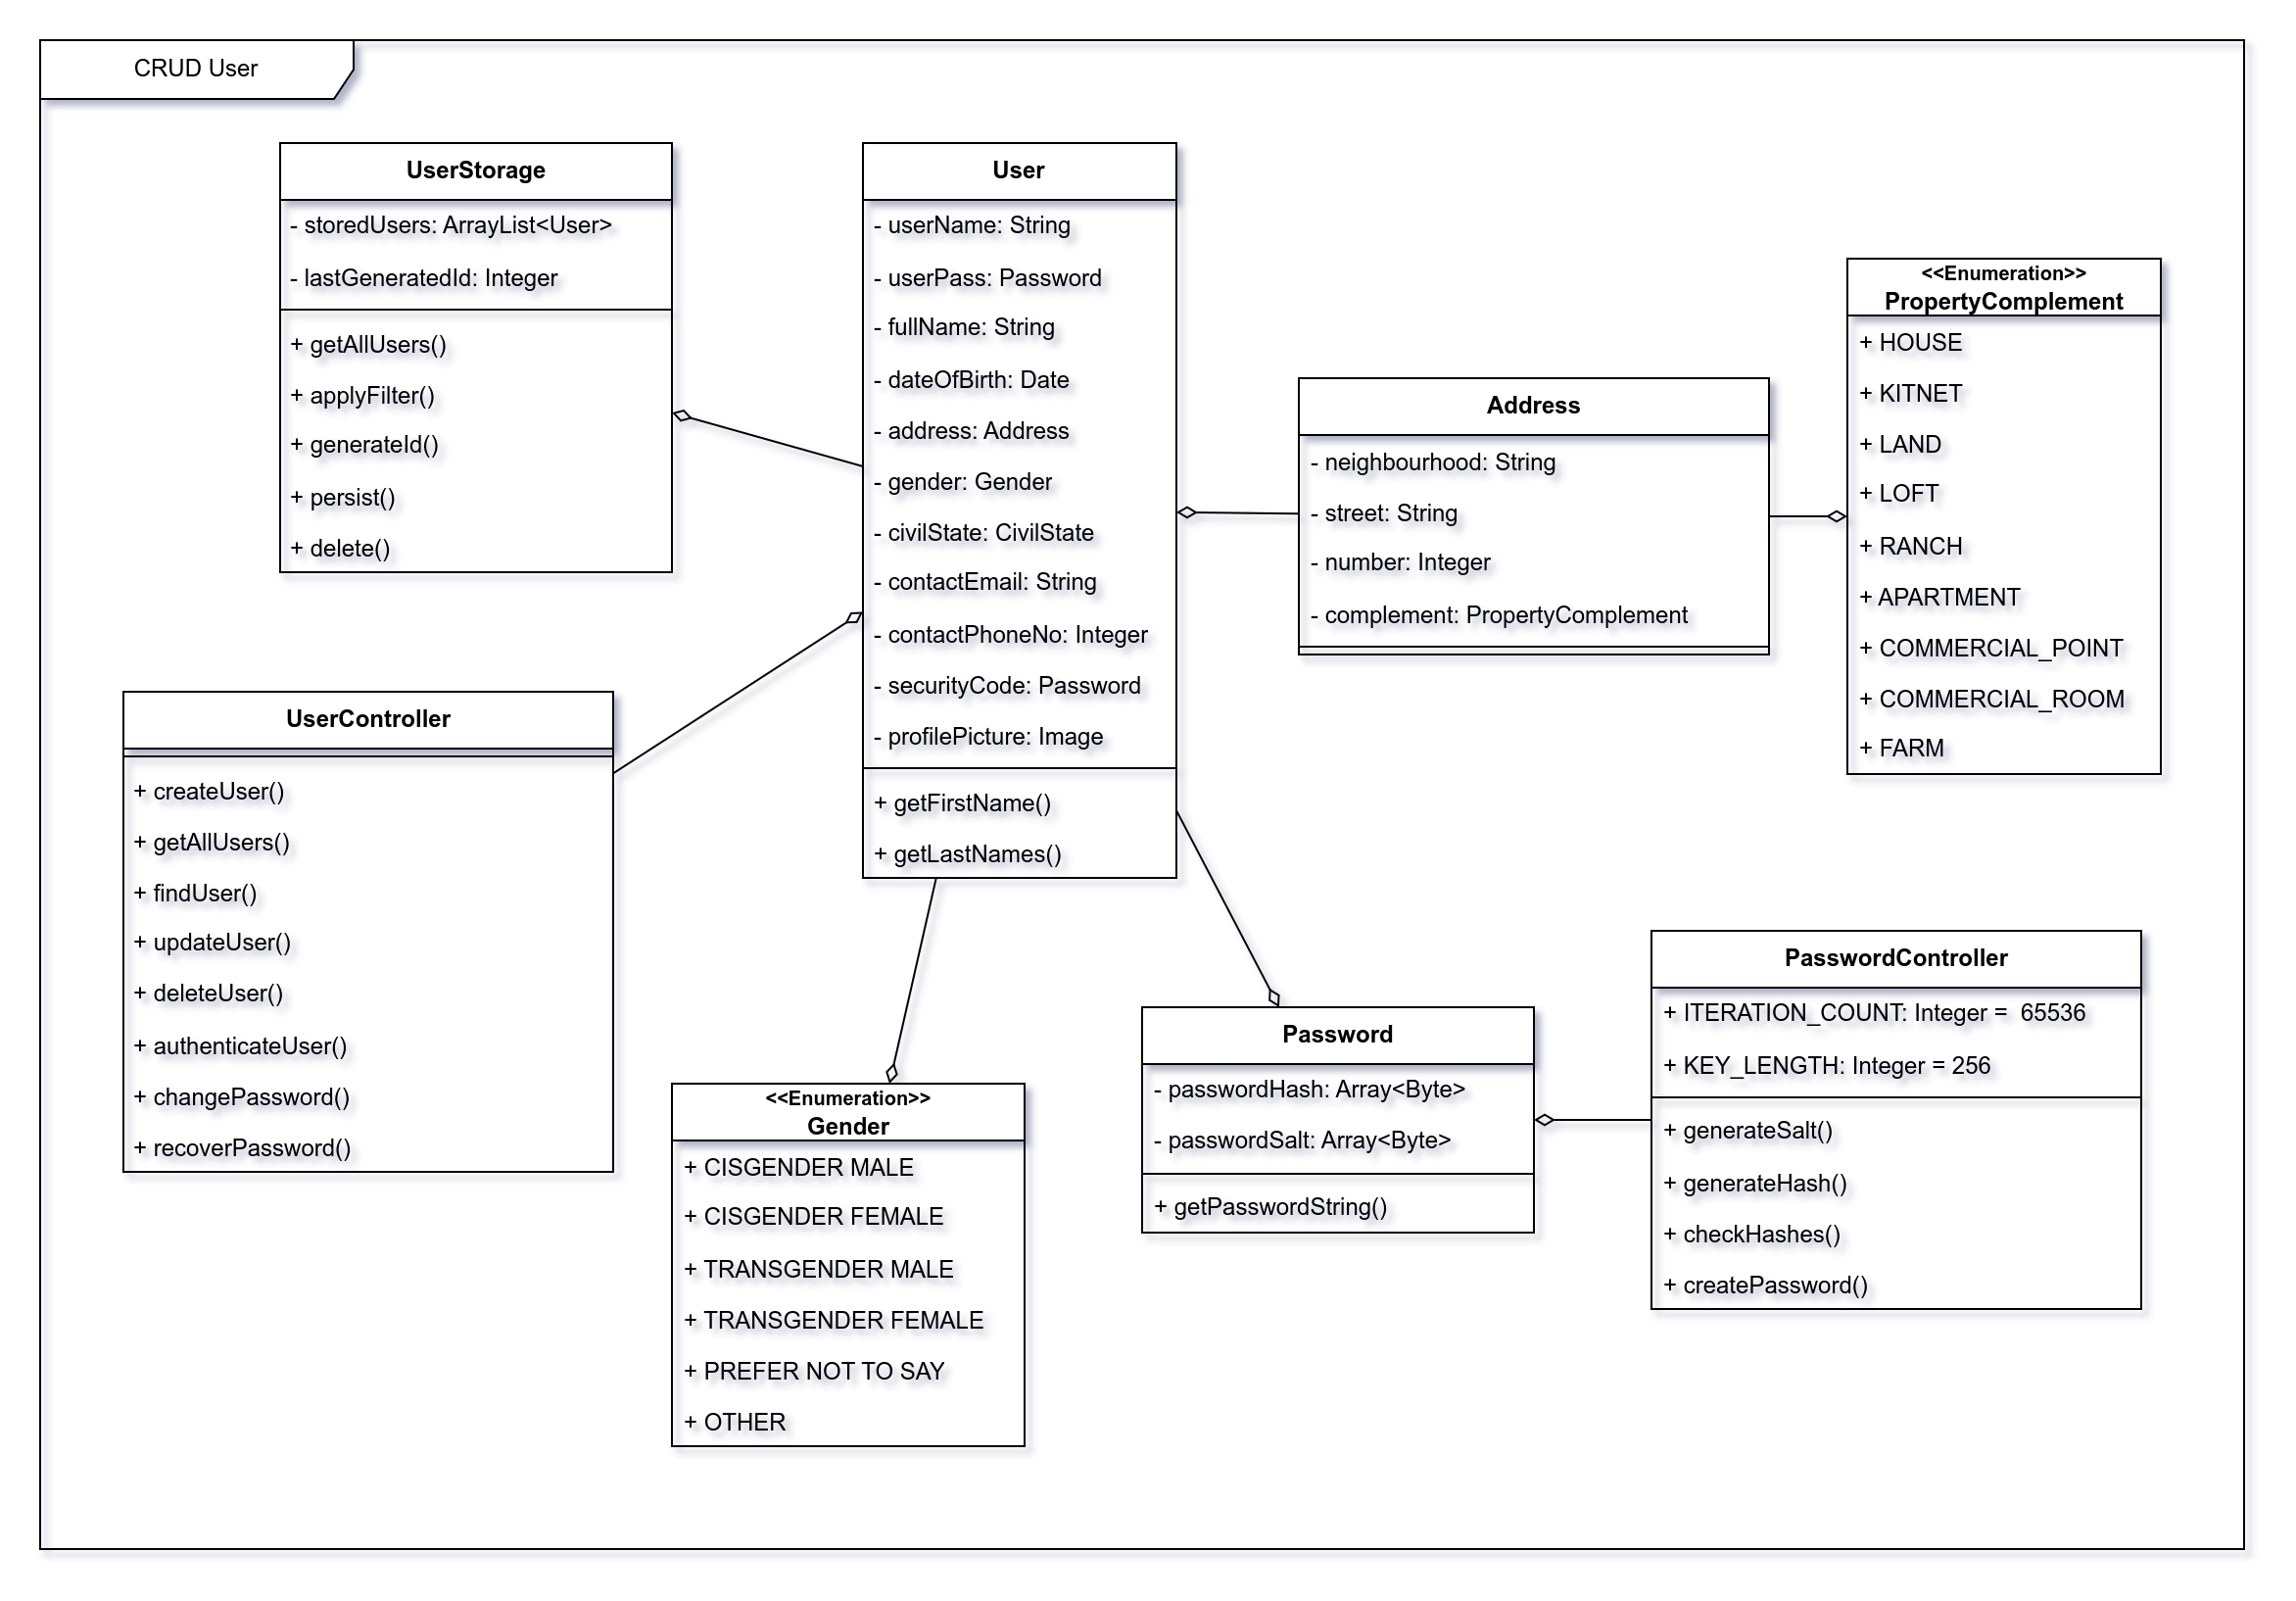 CRUD User
UserStorage
- storedUsers: ArrayList<User>
- lastGeneratedId: Integer
+ getAllUsers()
+ applyFilter()
+ generateId()
+ persist()
+ delete()
User
- userName: String
- userPass: Password
- fullName: String
- dateOfBirth: Date
- address: Address
- gender: Gender
- civilState: CivilState
- contactEmail: String
- contactPhoneNo: Integer
- securityCode: Password
- profilePicture: Image
+ getFirstName()
+ getLastNames()
Address
- neighbourhood: String
- street: String
- number: Integer
- complement: PropertyComplement
<<Enumeration>>
PropertyComplement
+ HOUSE
+ KITNET
+ LAND
+ LOFT
+ RANCH
+ APARTMENT
+ COMMERCIAL_POINT
+ COMMERCIAL_ROOM
+ FARM
UserController
+ createUser()
+ getAllUsers()
+ findUser()
+ updateUser()
+ deleteUser()
+ authenticateUser()
+ changePassword()
+ recoverPassword()
<<Enumeration>>
Gender
+ CISGENDER MALE
+ CISGENDER FEMALE
+ TRANSGENDER MALE
+ TRANSGENDER FEMALE
+ PREFER NOT TO SAY
+ OTHER
Password
- passwordHash: Array<Byte>
- passwordSalt: Array<Byte>
+ getPasswordString()
PasswordController
+ ITERATION_COUNT: Integer =  65536
+ KEY_LENGTH: Integer = 256
+ generateSalt()
+ generateHash()
+ checkHashes()
+ createPassword()